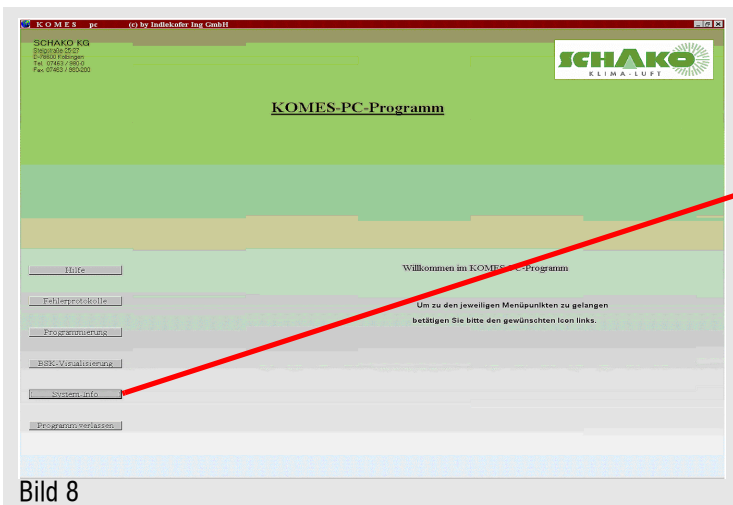 KOMES pc (c) by Indlekofer Ing GmbH
SCHAKO KG
Steigstraße 25-27
D-78600 Kolbingen
Tel. 07463 / 980-0
Fax 07463 / 980-200
SCHAKO
KLIMA-LUFT
KOMES-PC-Programm
Hilfe
Willkommen im KOMES-PC-Programm
Fehlerprotokolle
Um zu den jeweiligen Menüpunlkten zu gelangen
betätigen Sie bitte den gewünschten Icon links.
Programmierung
BSK-Visualisierung
System-Info
Programm verlassen
Bild 8